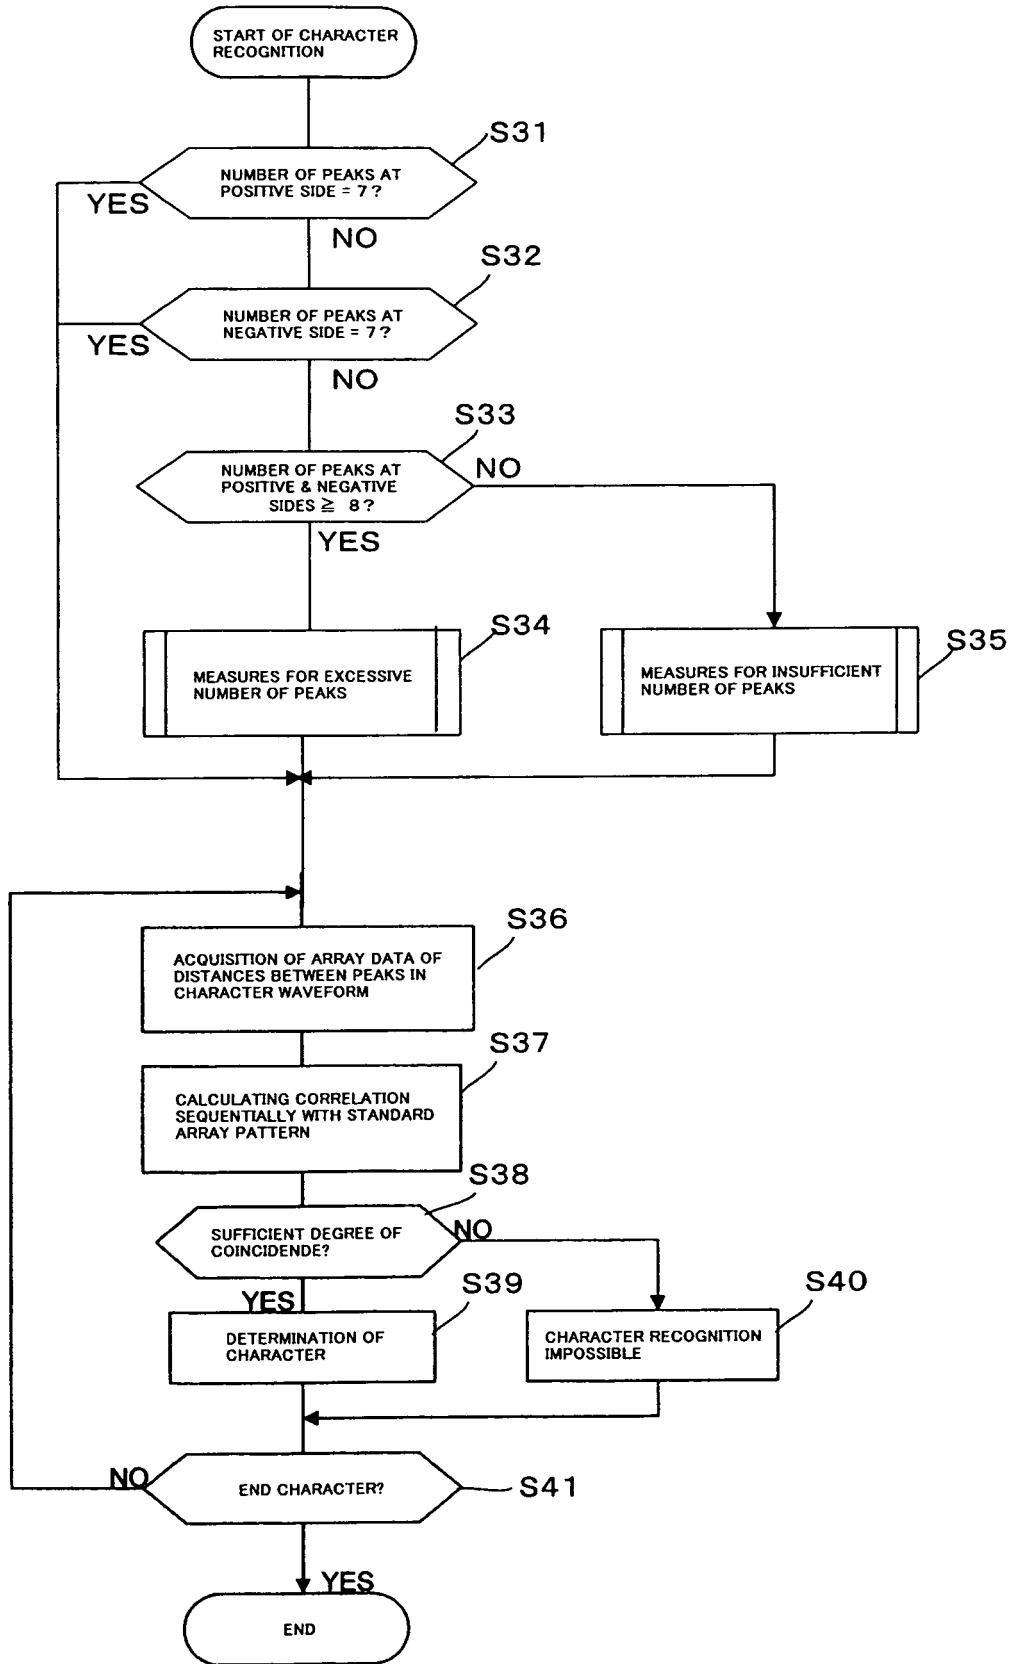 START OF CHARACTER
RECOGNITION
S31
NUMBER OF PEAKS AT
POSITIVE SIDE = 7?
YES
NO
S32
NUMBER OF PEAKS AT
NEGATIVE SIDE = 7?
YES
NO
S33
NUMBER OF PEAKS AT
POSITIVE & NEGATIVE
SIDES ≧ 8?
NO
YES
S34
MEASURES FOR EXCESSIVE
NUMBER OF PEAKS
S35
MEASURES FOR INSUFFICIENT
NUMBER OF PEAKS
S36
ACQUISITION OF ARRAY DATA OF
DISTANCES BETWEEN PEAKS IN
CHARACTER WAVEFORM
S37
CALCULATING CORRELATION
SEQUENTIALLY WITH STANDARD
ARRAY PATTERN
S38
SUFFICIENT DEGREE OF
COINCIDENDE?
NO
YES
S39
DETERMINATION OF
CHARACTER
S40
CHARACTER RECOGNITION
IMPOSSIBLE
NO
END CHARACTER?
S41
YES
END